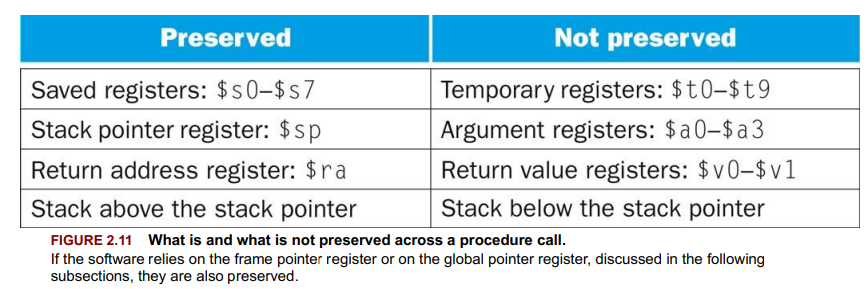 Preserved Not preserved
Saved registers: $s0–$s7 Temporary registers: $t0–$t9
Stack pointer register: $sp Argument registers: $a0–$a3
Return address register: $ra Return value registers: $v0–$v1
Stack above the stack pointer Stack below the stack pointer
FIGURE 2.11 What is and what is not preserved across a procedure call.
If the software relies on the frame pointer register or on the global pointer register, discussed in the following
subsections, they are also preserved.